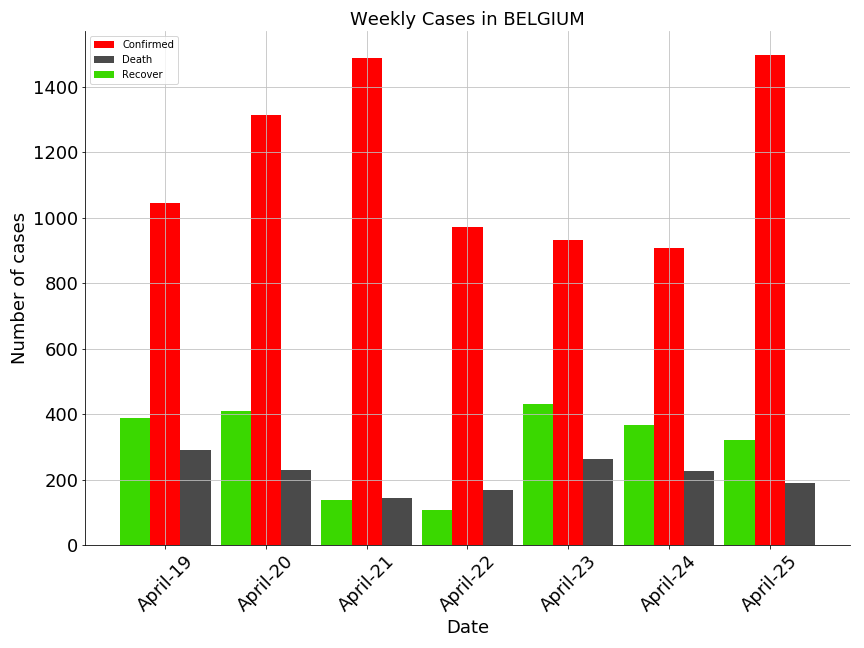 Weekly Cases in BELGIUM
Confirmed
Death
Recover
Number of cases
1400
1200
1000
800
600
400
200
0
April-19
April-20
April-21
April-22
April-23
April-24
April-25
Date